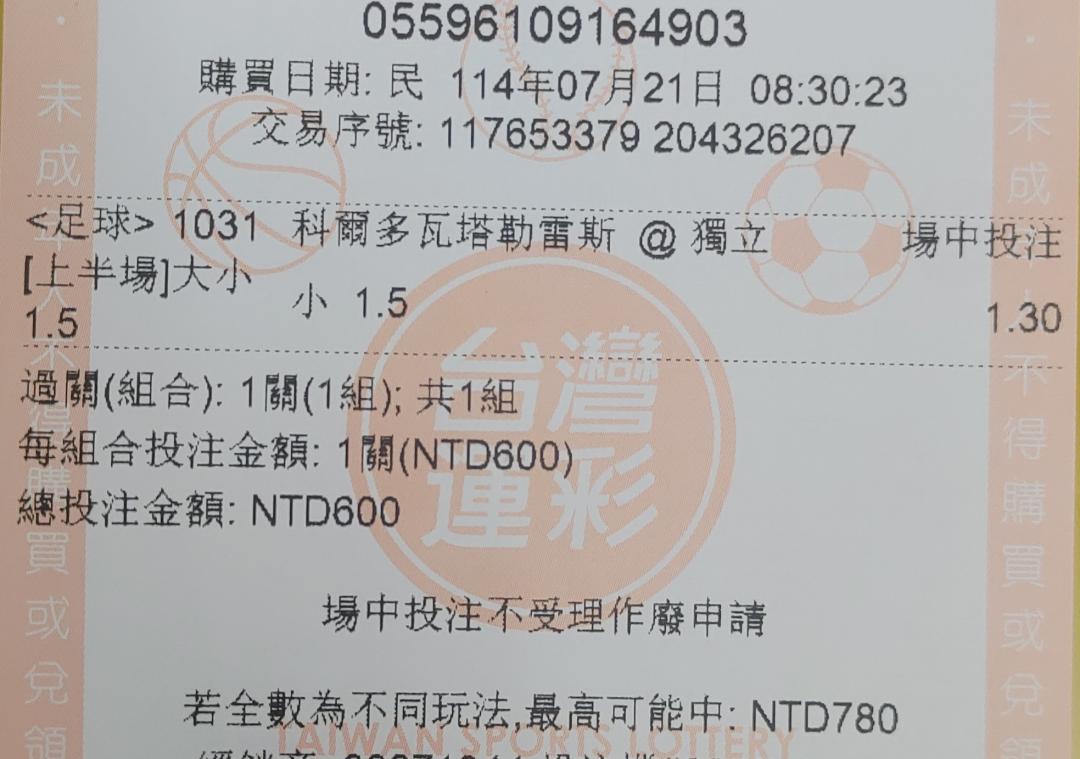 05596109164903
購買日期: 民 114年07月21日 08:30:23
交易序號: 117653379 204326207
<足球> 1031 科爾多瓦塔勒雷斯 @ 獨立 場中投注
[上半場]大小
小 1.5
1.5 1.30
過關(組合): 1關(1組); 共1組
每組合投注金額: 1關(NTD600)
總投注金額: NTD600
場中投注不受理作廢申請
若全數為不同玩法,最高可能中: NTD780
台灣
運彩
TAIWAN SPORTS LOTTERY
未成年人不得購買或兌領
未成年人不得購買或兌領